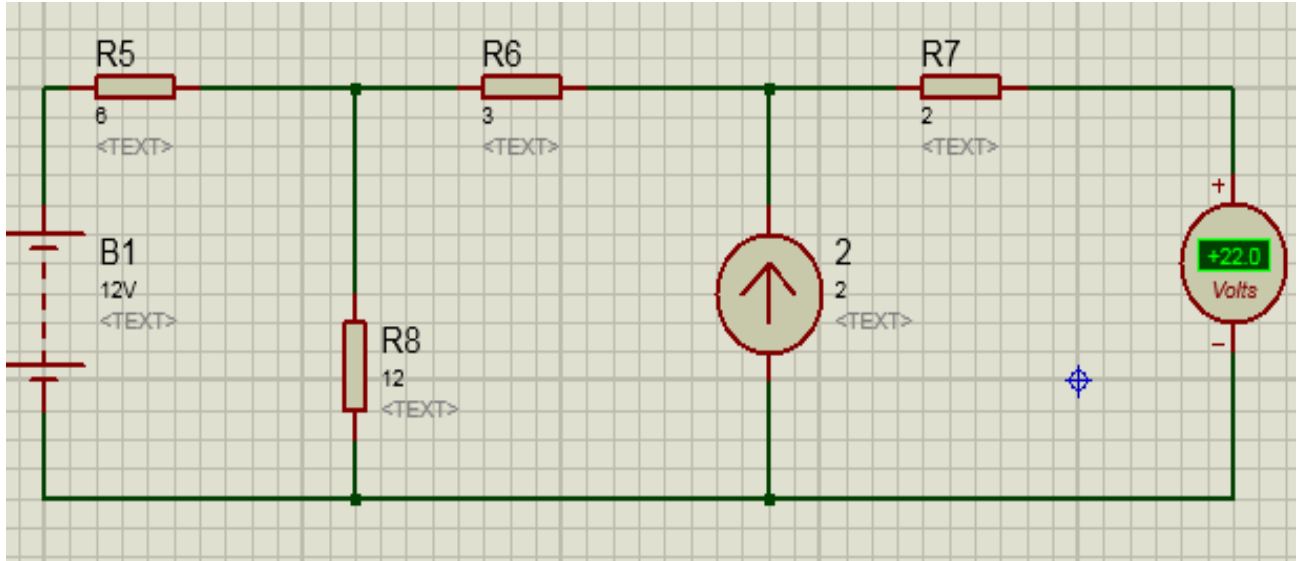 R5
6
<TEXT>
R6
3
<TEXT>
R7
2
<TEXT>
B1
12V
<TEXT>
R8
12
<TEXT>
2
2
<TEXT>
+
+22.0
Volts
−